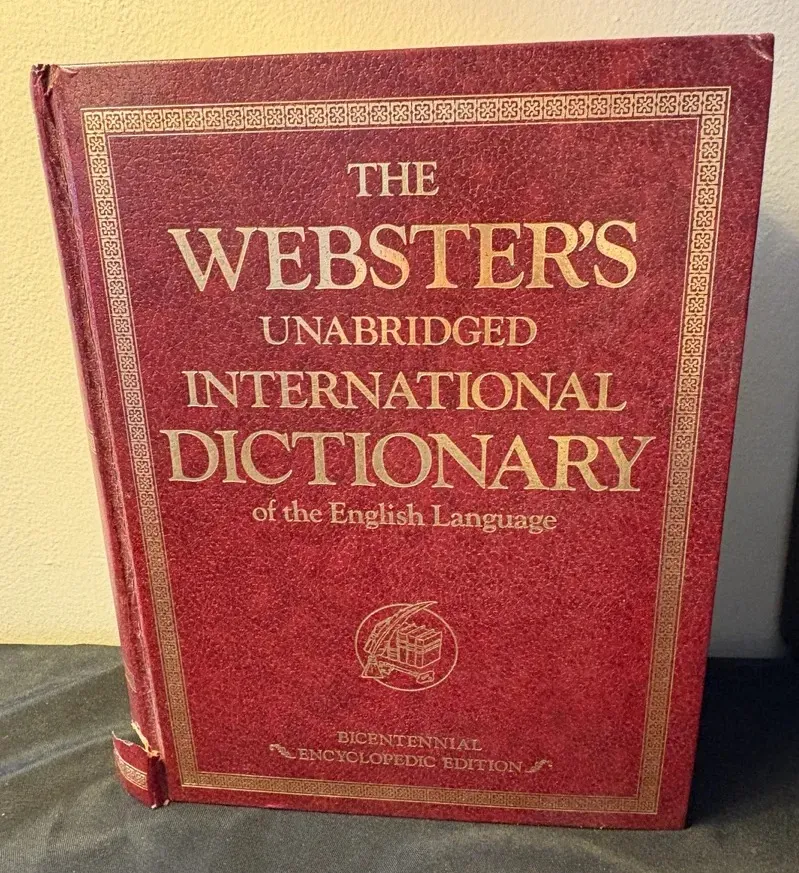 THE
WEBSTER'S
UNABRIDGED
INTERNATIONAL
DICTIONARY
of the English Language
BICENTENNIAL
ENCYCLOPEDIC EDITION